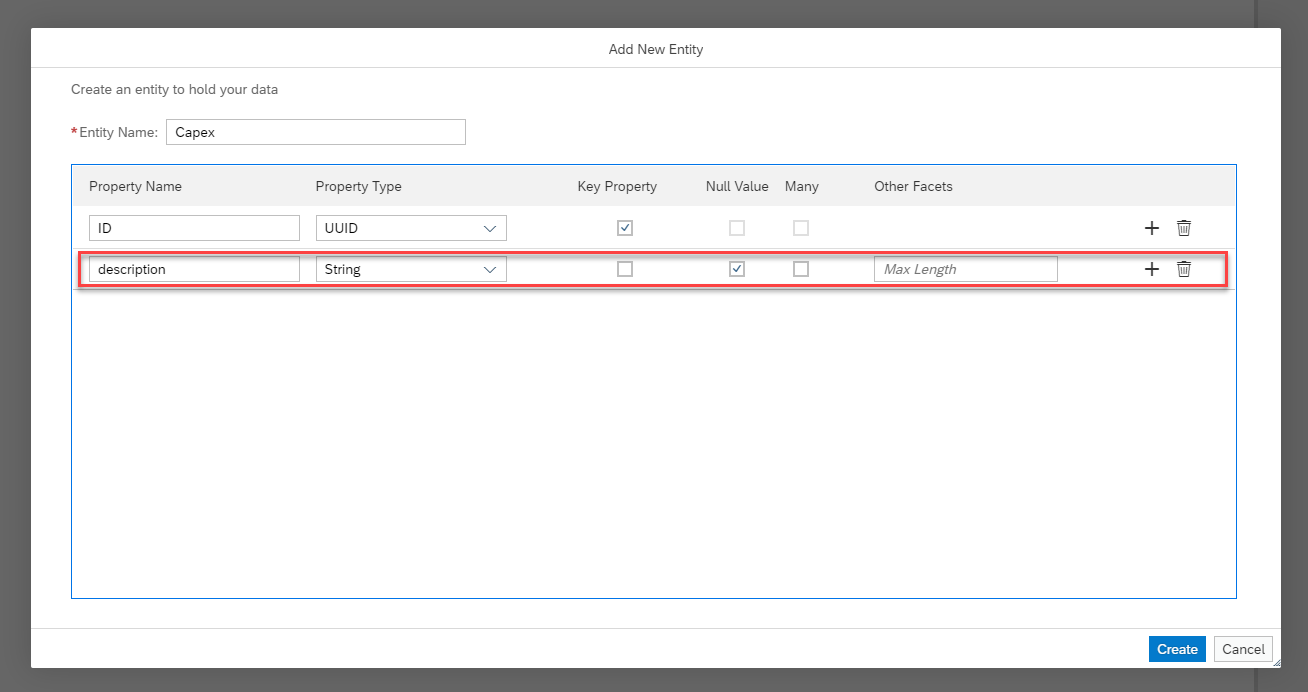 Add New Entity
Create an entity to hold your data
*Entity Name: Capex
Property Name Property Type Key Property Null Value Many Other Facets
ID UUID
description String Max Length
Create Cancel